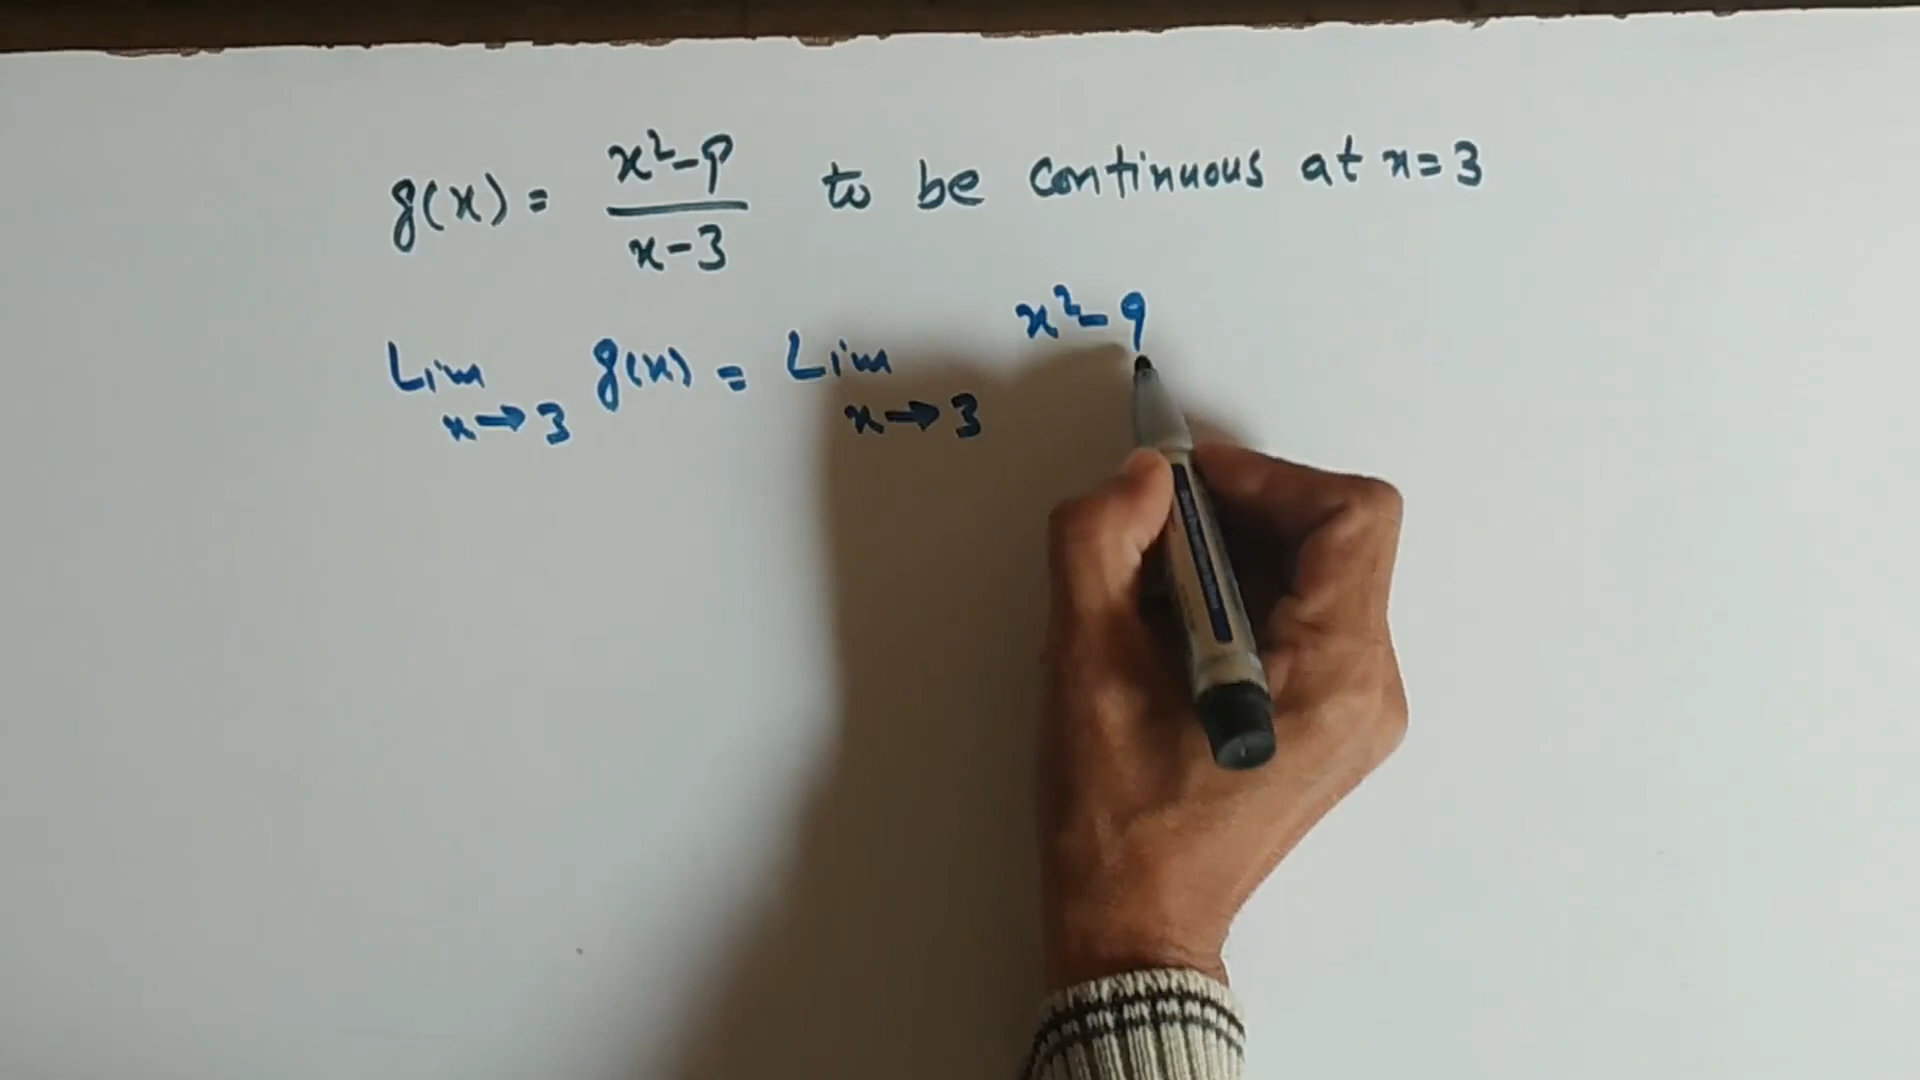 g(x) = x²-9 / x-3 to be continuous at x=3
Lim x→3 g(x) = Lim x→3 x²-9